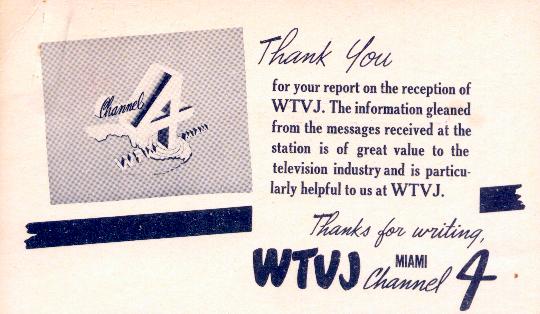 Channel
4
WTVJ
Thank You
for your report on the reception of
WTVJ. The information gleaned
from the messages received at the
station is of great value to the
television industry and is particu-
larly helpful to us at WTVJ.
Thanks for writing,
WTVJ MIAMI Channel 4